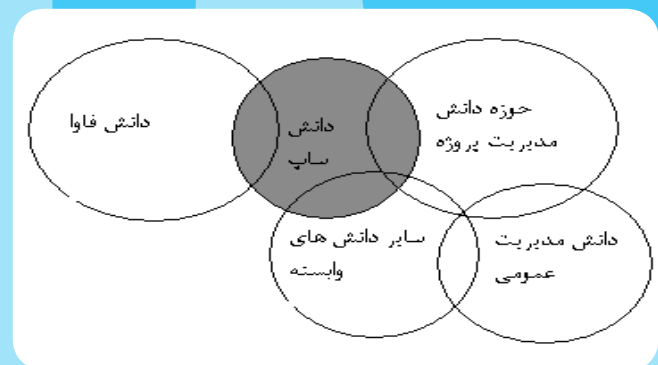 دانش فاوا
دانش
ساپ
حوزه دانش
مدیریت پروژه
سایر دانش های
وابسته
دانش مدیریت
عمومی